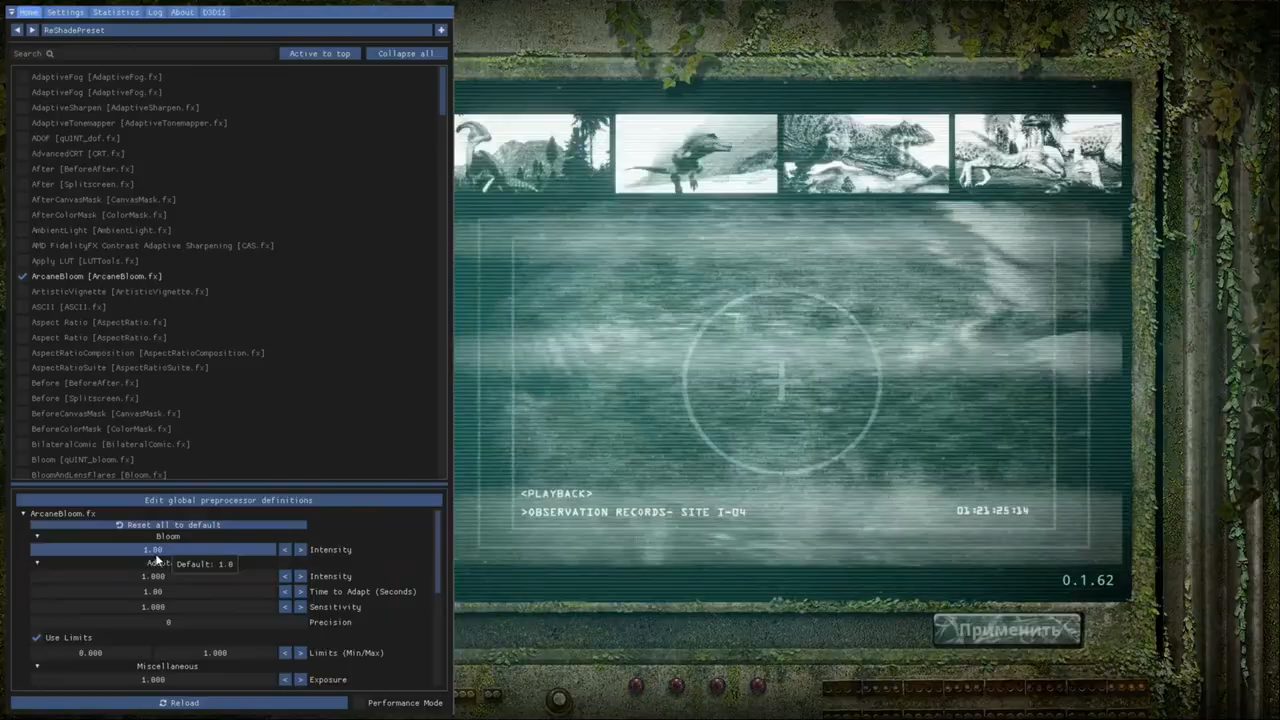 Home Settings Statistics Log About D3D11
ReShadePreset
Search Active to top Collapse all
AdaptiveFog [AdaptiveFog.fx]
AdaptiveFog [AdaptiveFog.fx]
AdaptiveSharpen [AdaptiveSharpen.fx]
AdaptiveTonemapper [AdaptiveTonemapper.fx]
ADOF [qUINT_dof.fx]
AdvancedCRT [CRT.fx]
After [BeforeAfter.fx]
After [Splitscreen.fx]
AfterCanvasMask [CanvasMask.fx]
AfterColorMask [ColorMask.fx]
AmbientLight [AmbientLight.fx]
AMD FidelityFX Contrast Adaptive Sharpening [CAS.fx]
Apply LUT [LUTTools.fx]
ArcaneBloom [ArcaneBloom.fx]
ArtisticVignette [ArtisticVignette.fx]
ASCII [ASCII.fx]
Aspect Ratio [AspectRatio.fx]
Aspect Ratio [AspectRatio.fx]
AspectRatioComposition [AspectRatioComposition.fx]
AspectRatioSuite [AspectRatioSuite.fx]
Before [BeforeAfter.fx]
Before [Splitscreen.fx]
BeforeCanvasMask [CanvasMask.fx]
BeforeColorMask [ColorMask.fx]
BilateralComic [BilateralComic.fx]
Bloom [qUINT_bloom.fx]
BloomAndLensFlares [Bloom.fx]
Edit global preprocessor definitions
ArcaneBloom.fx
Reset all to default
Bloom
1.00 < > Intensity
Default: 1.0
1.000 < > Intensity
1.00 < > Time to Adapt (Seconds)
1.000 < > Sensitivity
0 Precision
Use Limits
0.000 1.000 < > Limits (Min/Max)
Miscellaneous
1.000 < > Exposure
Reload Performance Mode
<PLAYBACK>
>OBSERVATION RECORDS- SITE I-04 01:21:25:14
0.1.62
Применить